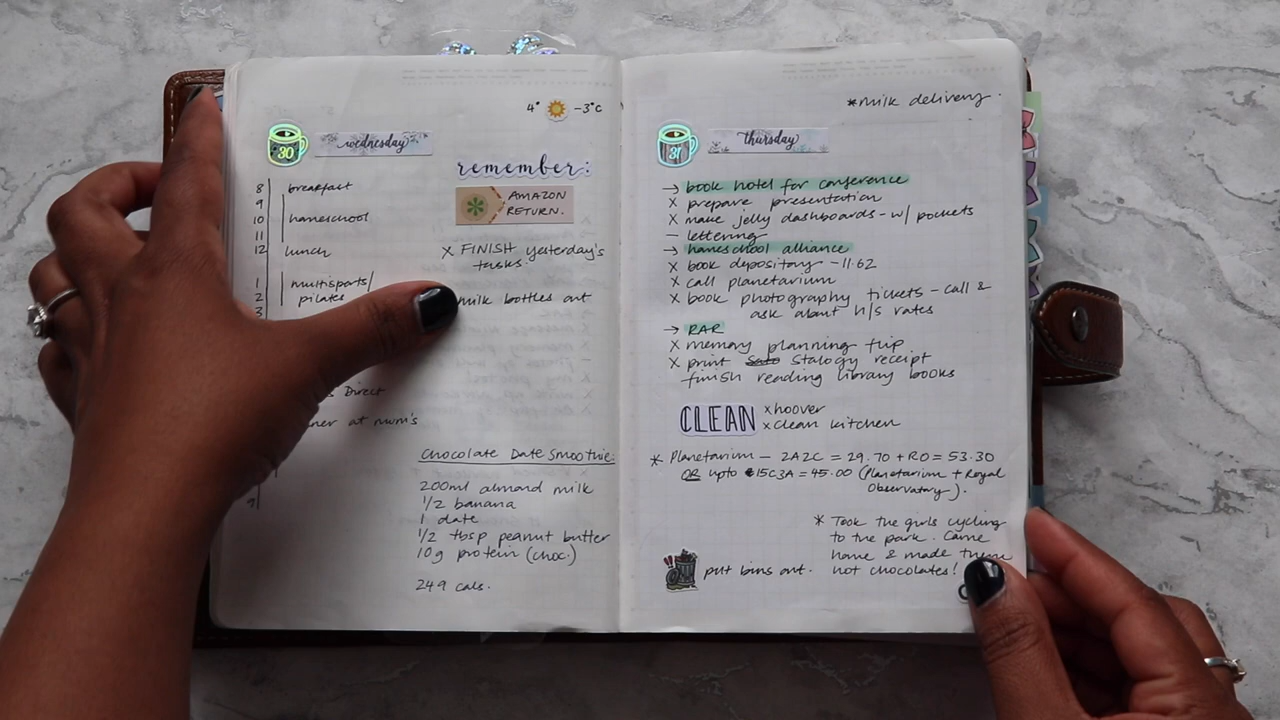 4° -3°c
30 wednesday
remember:
8 breakfast
9
10 homeschool
11
12 lunch
1 multisports/
2 pilates
3
AMAZON
RETURN.
x FINISH yesterday's
tasks.
milk bottles out
Direct
at mum's
9
Chocolate Date Smoothie
200ml almond milk
1/2 banana
1 date
1/2 tbsp peanut butter
10g protein (choc)
249 cals.
*milk delivery.
31 thursday
→ book hotel for conference
x prepare presentation
x make jelly dashboards - w/ pockets
- lettering
→ homeschool alliance
x book depository - 11.62
x call planetarium
x book photography tickets - call &
ask about h/s rates
→ RAR
x memory planning flip
x print Stalogy receipt
finish reading library books
CLEAN x hoover
x clean kitchen
* Planetarium - 2A2C = 29.70 + RO = 53.30
OR upto 15C3A = 45.00 (Planetarium + Royal
Observatory).
* Took the girls cycling
to the park. Came
home & made them
hot chocolates!
put bins out.